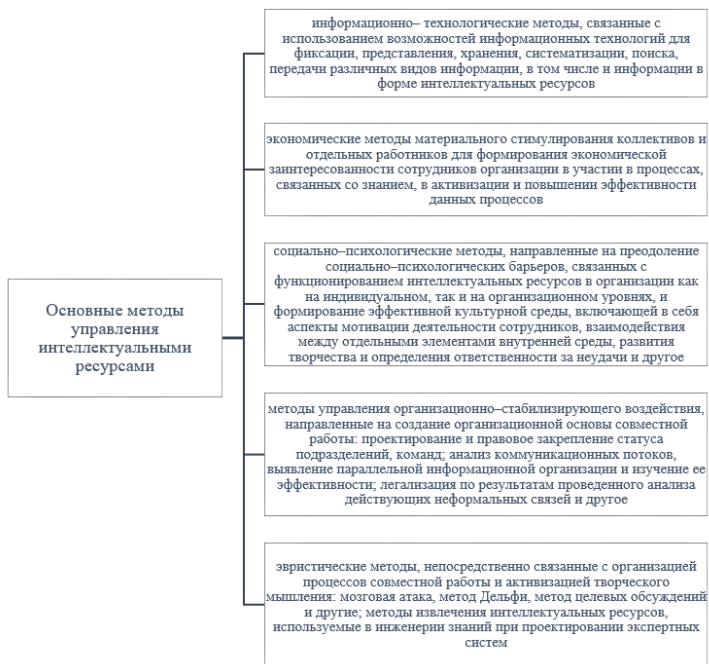 Основные методы
управления
интеллектуальными
ресурсами
информационно– технологические методы, связанные с
использованием возможностей информационных технологий для
фиксации, представления, хранения, систематизации, поиска,
передачи различных видов информации, в том числе и информации в
форме интеллектуальных ресурсов
экономические методы материального стимулирования коллективов и
отдельных работников для формирования экономической
заинтересованности сотрудников организации в участии в процессах,
связанных со знанием, в активизации и повышении эффективности
данных процессов
социально–психологические методы, направленные на преодоление
социально–психологических барьеров, связанных с
функционированием интеллектуальных ресурсов в организации как
на индивидуальном, так и на организационном уровнях, и
формирование эффективной культурной среды, включающей в себя
аспекты мотивации деятельности сотрудников, взаимодействия
между отдельными элементами внутренней среды, развития
творчества и определения ответственности за неудачи и другое
методы управления организационно–стабилизирующего воздействия,
направленные на создание организационной основы совместной
работы: проектирование и правовое закрепление статуса
подразделений, команд; анализ коммуникационных потоков,
выявление параллельной информационной организации и изучение ее
эффективности; легализация по результатам проведенного анализа
действующих неформальных связей и другое
эвристические методы, непосредственно связанные с организацией
процессов совместной работы и активизацией творческого
мышления: мозговая атака, метод Дельфи, метод целевых обсуждений
и другие; методы извлечения интеллектуальных ресурсов,
используемые в инженерии знаний при проектировании экспертных
систем